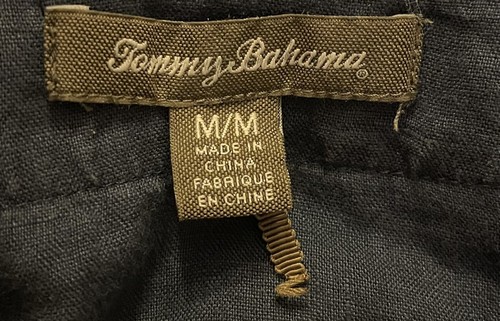 Tommy Bahama®
M/M
MADE IN
CHINA
FABRIQUE
EN CHINE